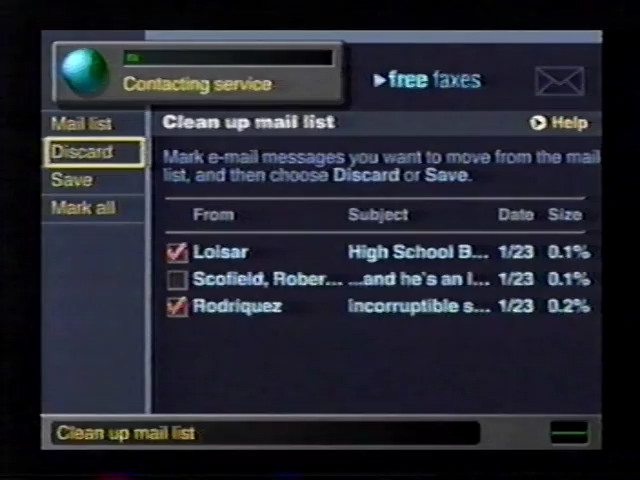 Contacting service
free faxes
Mail list
Clean up mail list
Help
Discard
Mark e-mail messages you want to move from the mail
list, and then choose Discard or Save.
Save
Mark all
From Subject Date Size
Loisar High School B... 1/23 0.1%
Scofield, Rober... ...and he's an I... 1/23 0.1%
Rodriquez Incorruptible s... 1/23 0.2%
Clean up mail list